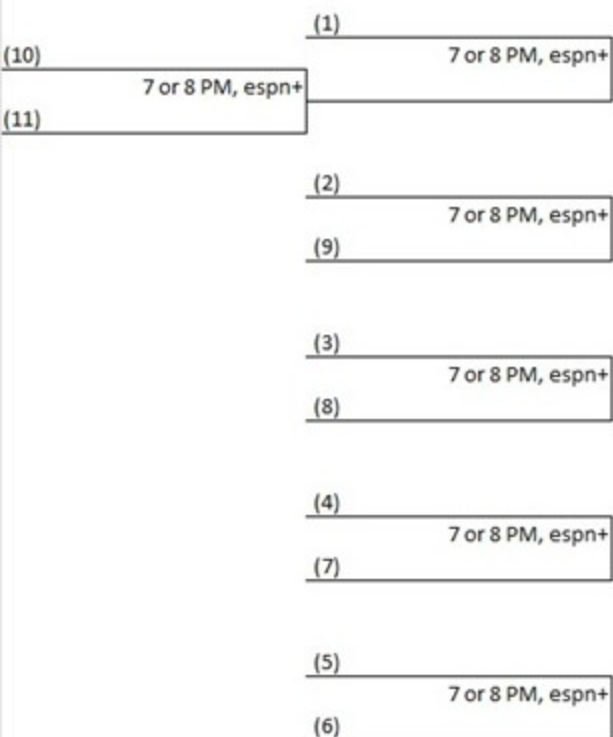 (10)
7 or 8 PM, espn+
(11)
(1)
7 or 8 PM, espn+
(2)
7 or 8 PM, espn+
(9)
(3)
7 or 8 PM, espn+
(8)
(4)
7 or 8 PM, espn+
(7)
(5)
7 or 8 PM, espn+
(6)